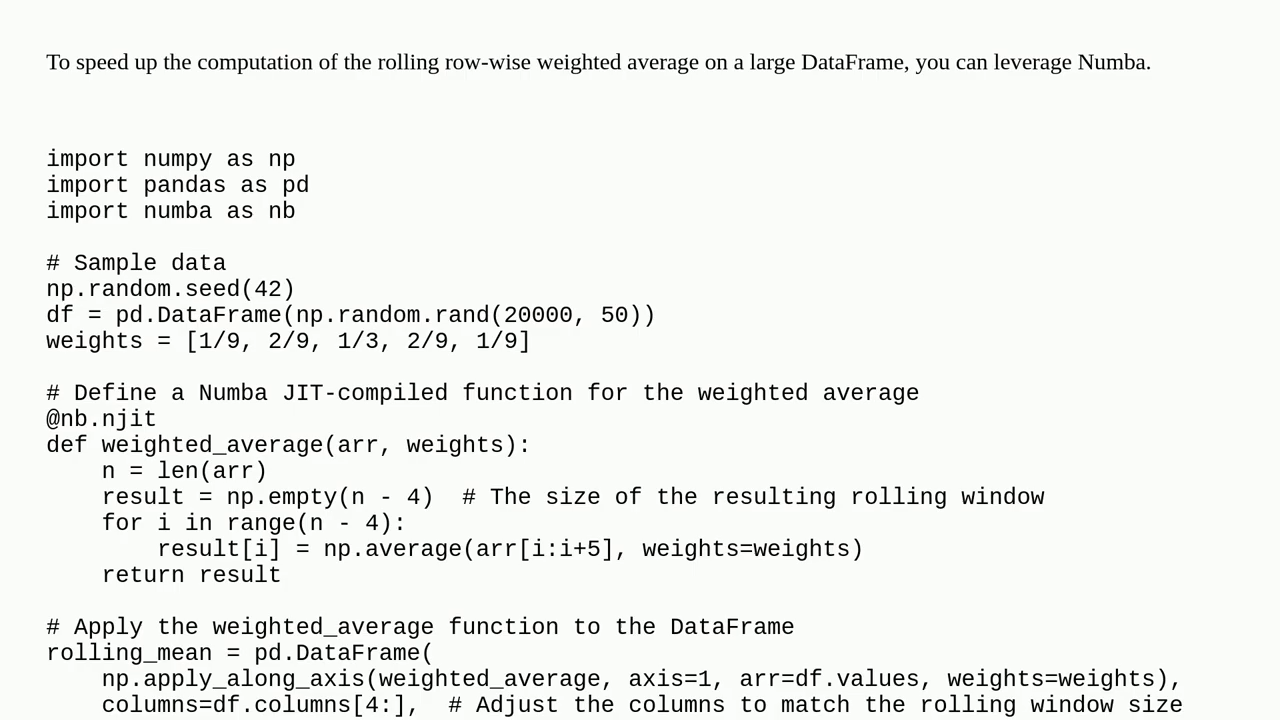 To speed up the computation of the rolling row-wise weighted average on a large DataFrame, you can leverage Numba.
import numpy as np
import pandas as pd
import numba as nb
# Sample data
np.random.seed(42)
df = pd.DataFrame(np.random.rand(20000, 50))
weights = [1/9, 2/9, 1/3, 2/9, 1/9]
# Define a Numba JIT-compiled function for the weighted average
@nb.njit
def weighted_average(arr, weights):
    n = len(arr)
    result = np.empty(n - 4)  # The size of the resulting rolling window
    for i in range(n - 4):
        result[i] = np.average(arr[i:i+5], weights=weights)
    return result
# Apply the weighted_average function to the DataFrame
rolling_mean = pd.DataFrame(
    np.apply_along_axis(weighted_average, axis=1, arr=df.values, weights=weights),
    columns=df.columns[4:],  # Adjust the columns to match the rolling window size